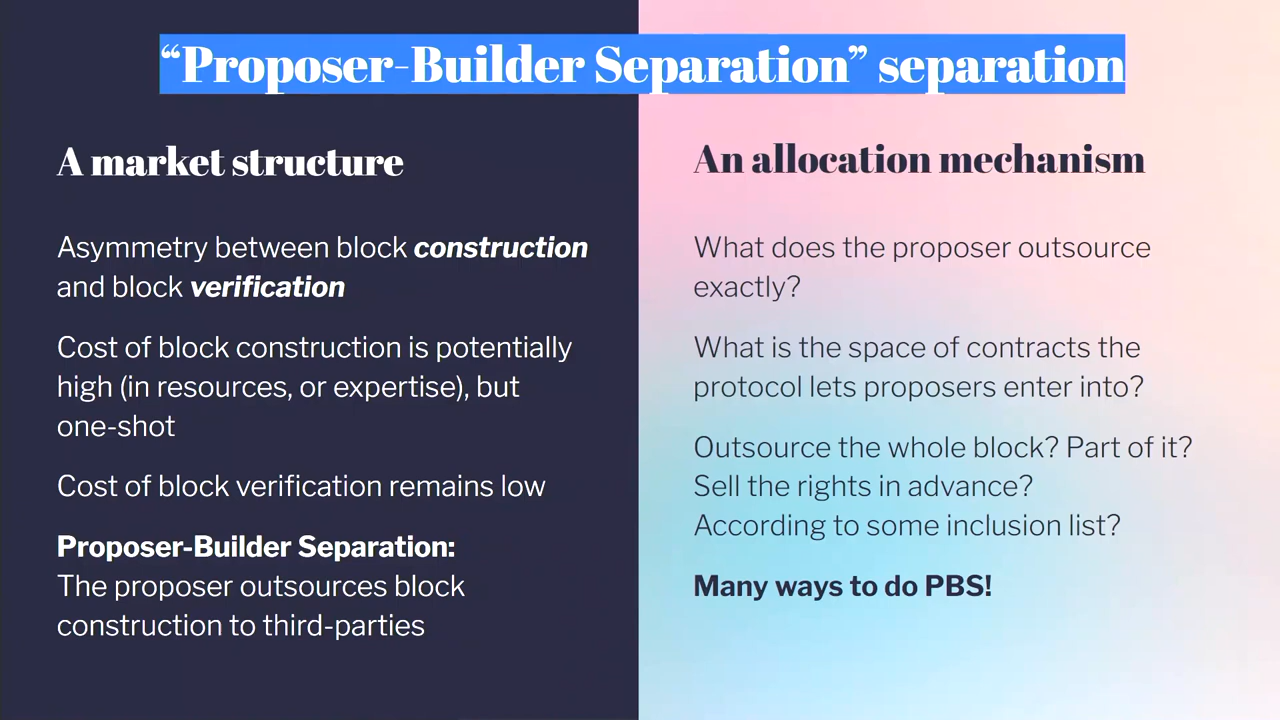 “Proposer-Builder Separation” separation
A market structure
Asymmetry between block construction
and block verification
Cost of block construction is potentially
high (in resources, or expertise), but
one-shot
Cost of block verification remains low
Proposer-Builder Separation:
The proposer outsources block
construction to third-parties
An allocation mechanism
What does the proposer outsource
exactly?
What is the space of contracts the
protocol lets proposers enter into?
Outsource the whole block? Part of it?
Sell the rights in advance?
According to some inclusion list?
Many ways to do PBS!